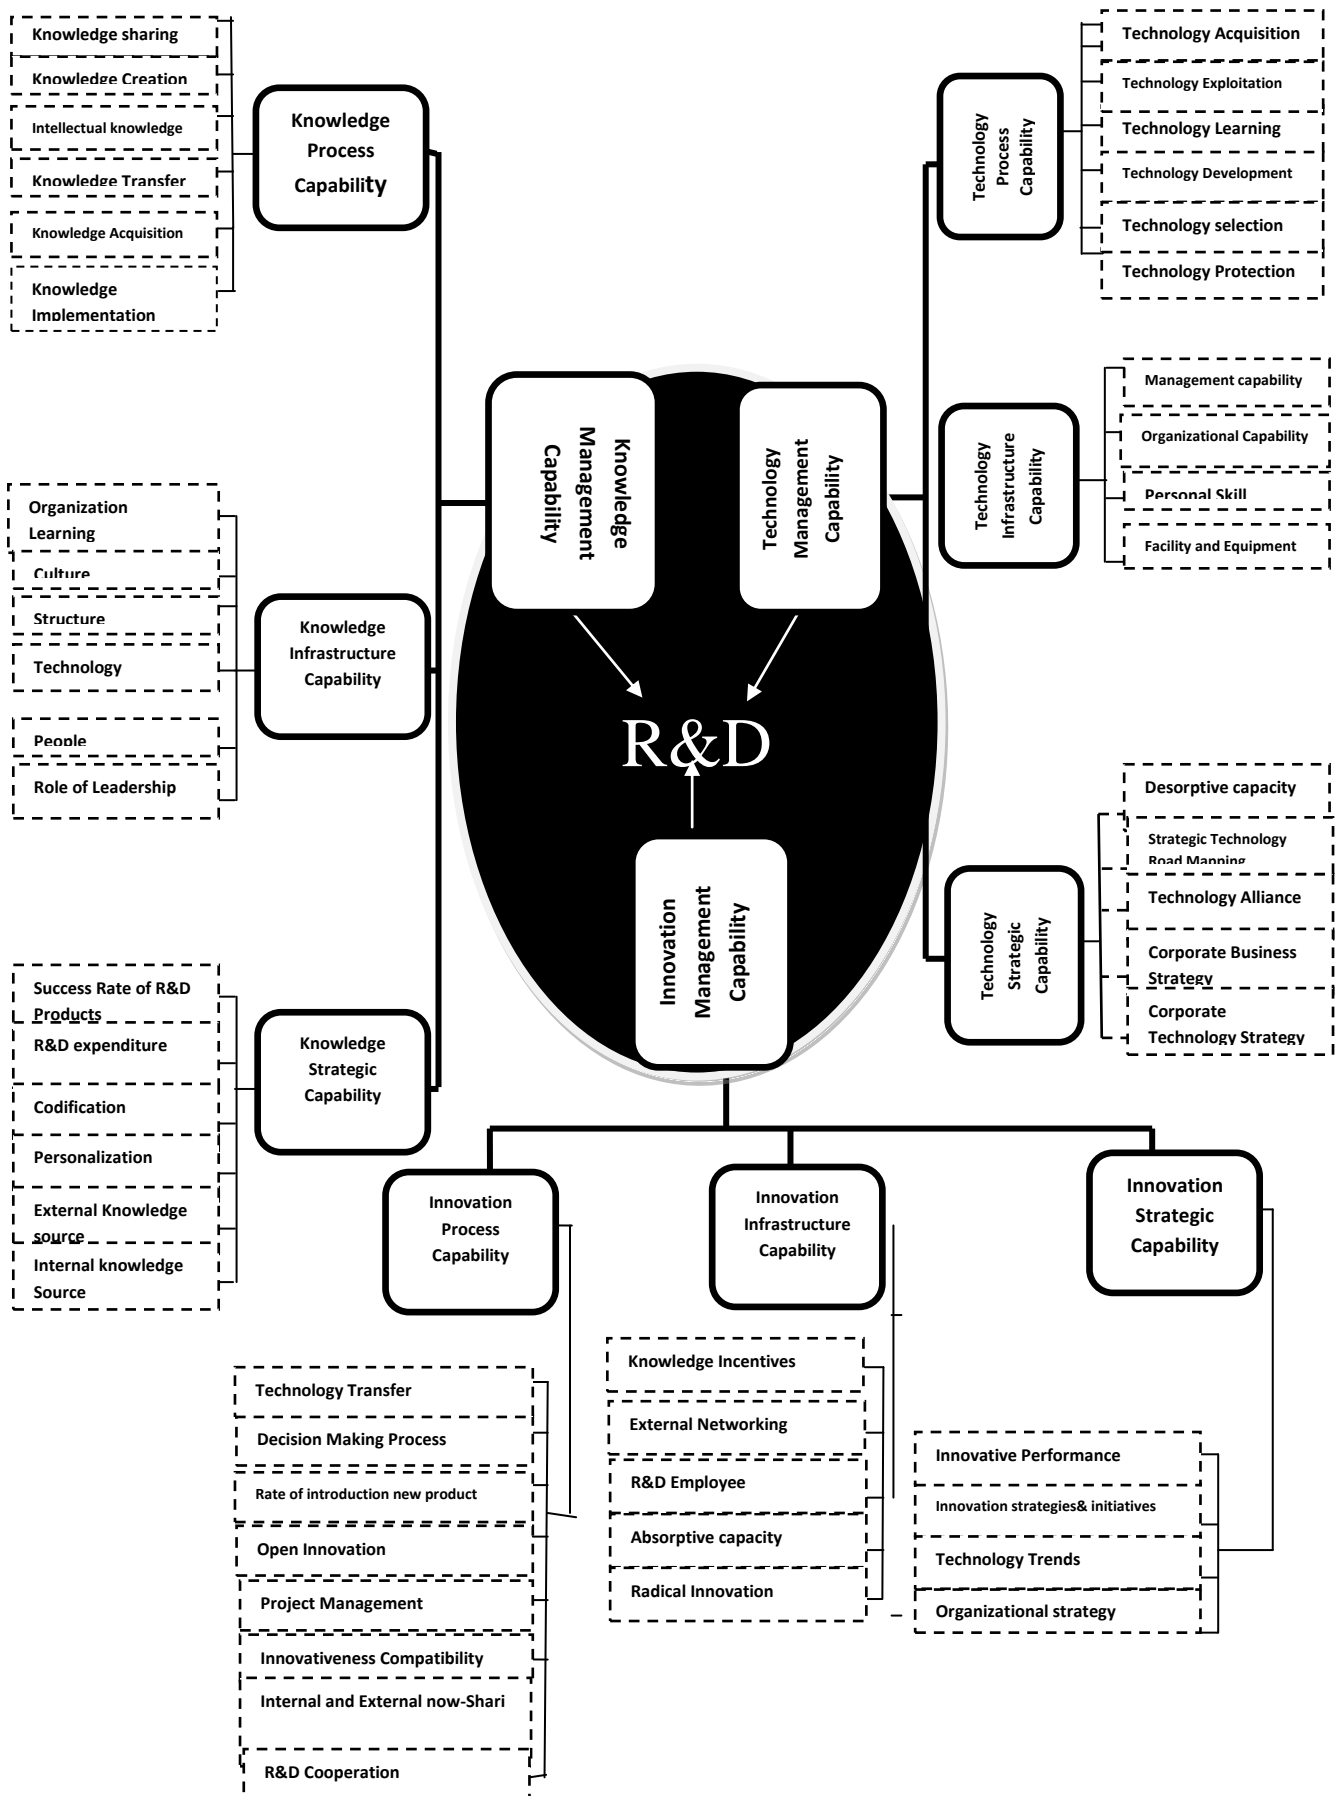 Knowledge sharing
Knowledge Creation
Intellectual knowledge
Knowledge Transfer
Knowledge Acquisition
Knowledge
Implementation
Knowledge
Process
Capability
Technology
Process
Capability
Technology Acquisition
Technology Exploitation
Technology Learning
Technology Development
Technology selection
Technology Protection
Knowledge
Management
Capability
Technology
Management
Capability
Technology
Infrastructure
Capability
Management capability
Organizational Capability
Personal Skill
Facility and Equipment
Organization
Learning
Culture
Structure
Technology
People
Role of Leadership
Knowledge
Infrastructure
Capability
R&D
Innovation
Management
Capability
Technology
Strategic
Capability
Desorptive capacity
Strategic Technology
Road Mapping
Technology Alliance
Corporate Business
Strategy
Corporate
Technology Strategy
Success Rate of R&D
Products
R&D expenditure
Codification
Personalization
External Knowledge
source
Internal knowledge
Source
Knowledge
Strategic
Capability
Innovation
Process
Capability
Innovation
Infrastructure
Capability
Innovation
Strategic
Capability
Technology Transfer
Decision Making Process
Rate of introduction new product
Open Innovation
Project Management
Innovativeness Compatibility
Internal and External now-Shari
R&D Cooperation
Knowledge Incentives
External Networking
R&D Employee
Absorptive capacity
Radical Innovation
Innovative Performance
Innovation strategies& initiatives
Technology Trends
Organizational strategy